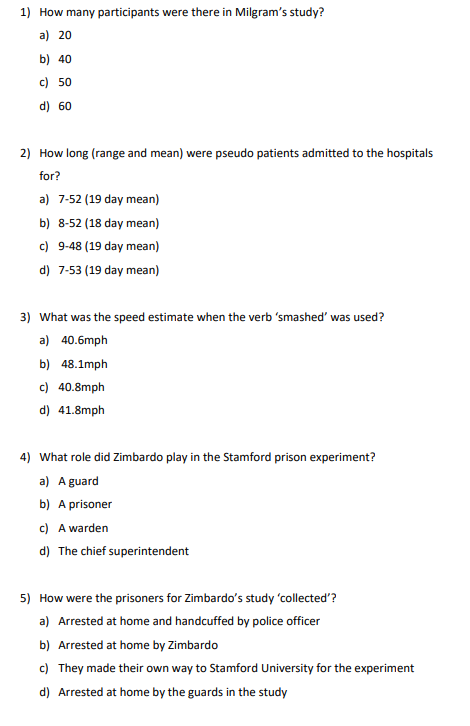 1) How many participants were there in Milgram's study?
a) 20
b) 40
c) 50
d) 60
2) How long (range and mean) were pseudo patients admitted to the hospitals
for?
a) 7-52 (19 day mean)
b) 8-52 (18 day mean)
c) 9-48 (19 day mean)
d) 7-53 (19 day mean)
3) What was the speed estimate when the verb ‘smashed’ was used?
a) 40.6mph
b) 48.1mph
c) 40.8mph
d) 41.8mph
4) What role did Zimbardo play in the Stamford prison experiment?
a) A guard
b) A prisoner
c) A warden
d) The chief superintendent
5) How were the prisoners for Zimbardo's study ‘collected’?
a) Arrested at home and handcuffed by police officer
b) Arrested at home by Zimbardo
c) They made their own way to Stamford University for the experiment
d) Arrested at home by the guards in the study